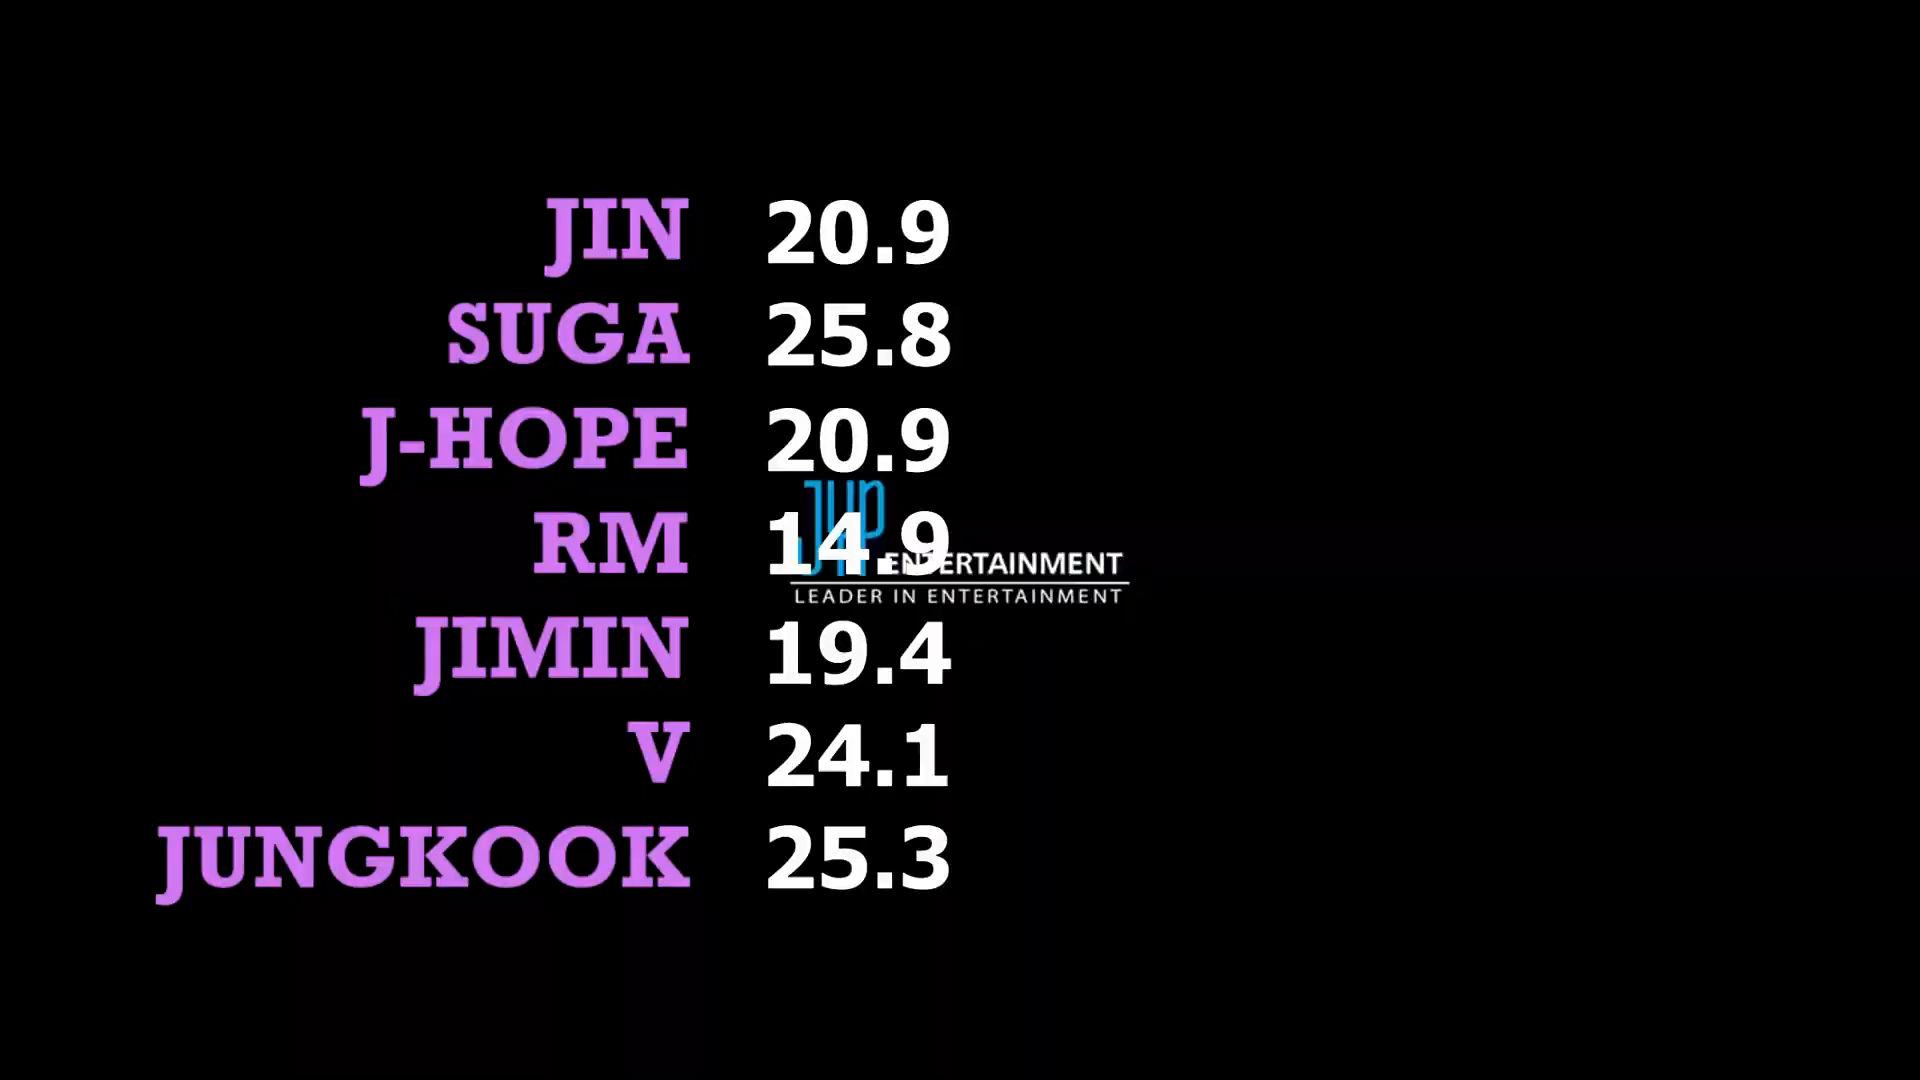 JIN 20.9
SUGA 25.8
J-HOPE 20.9
RM 14.9
JYP ENTERTAINMENT
LEADER IN ENTERTAINMENT
JIMIN 19.4
V 24.1
JUNGKOOK 25.3